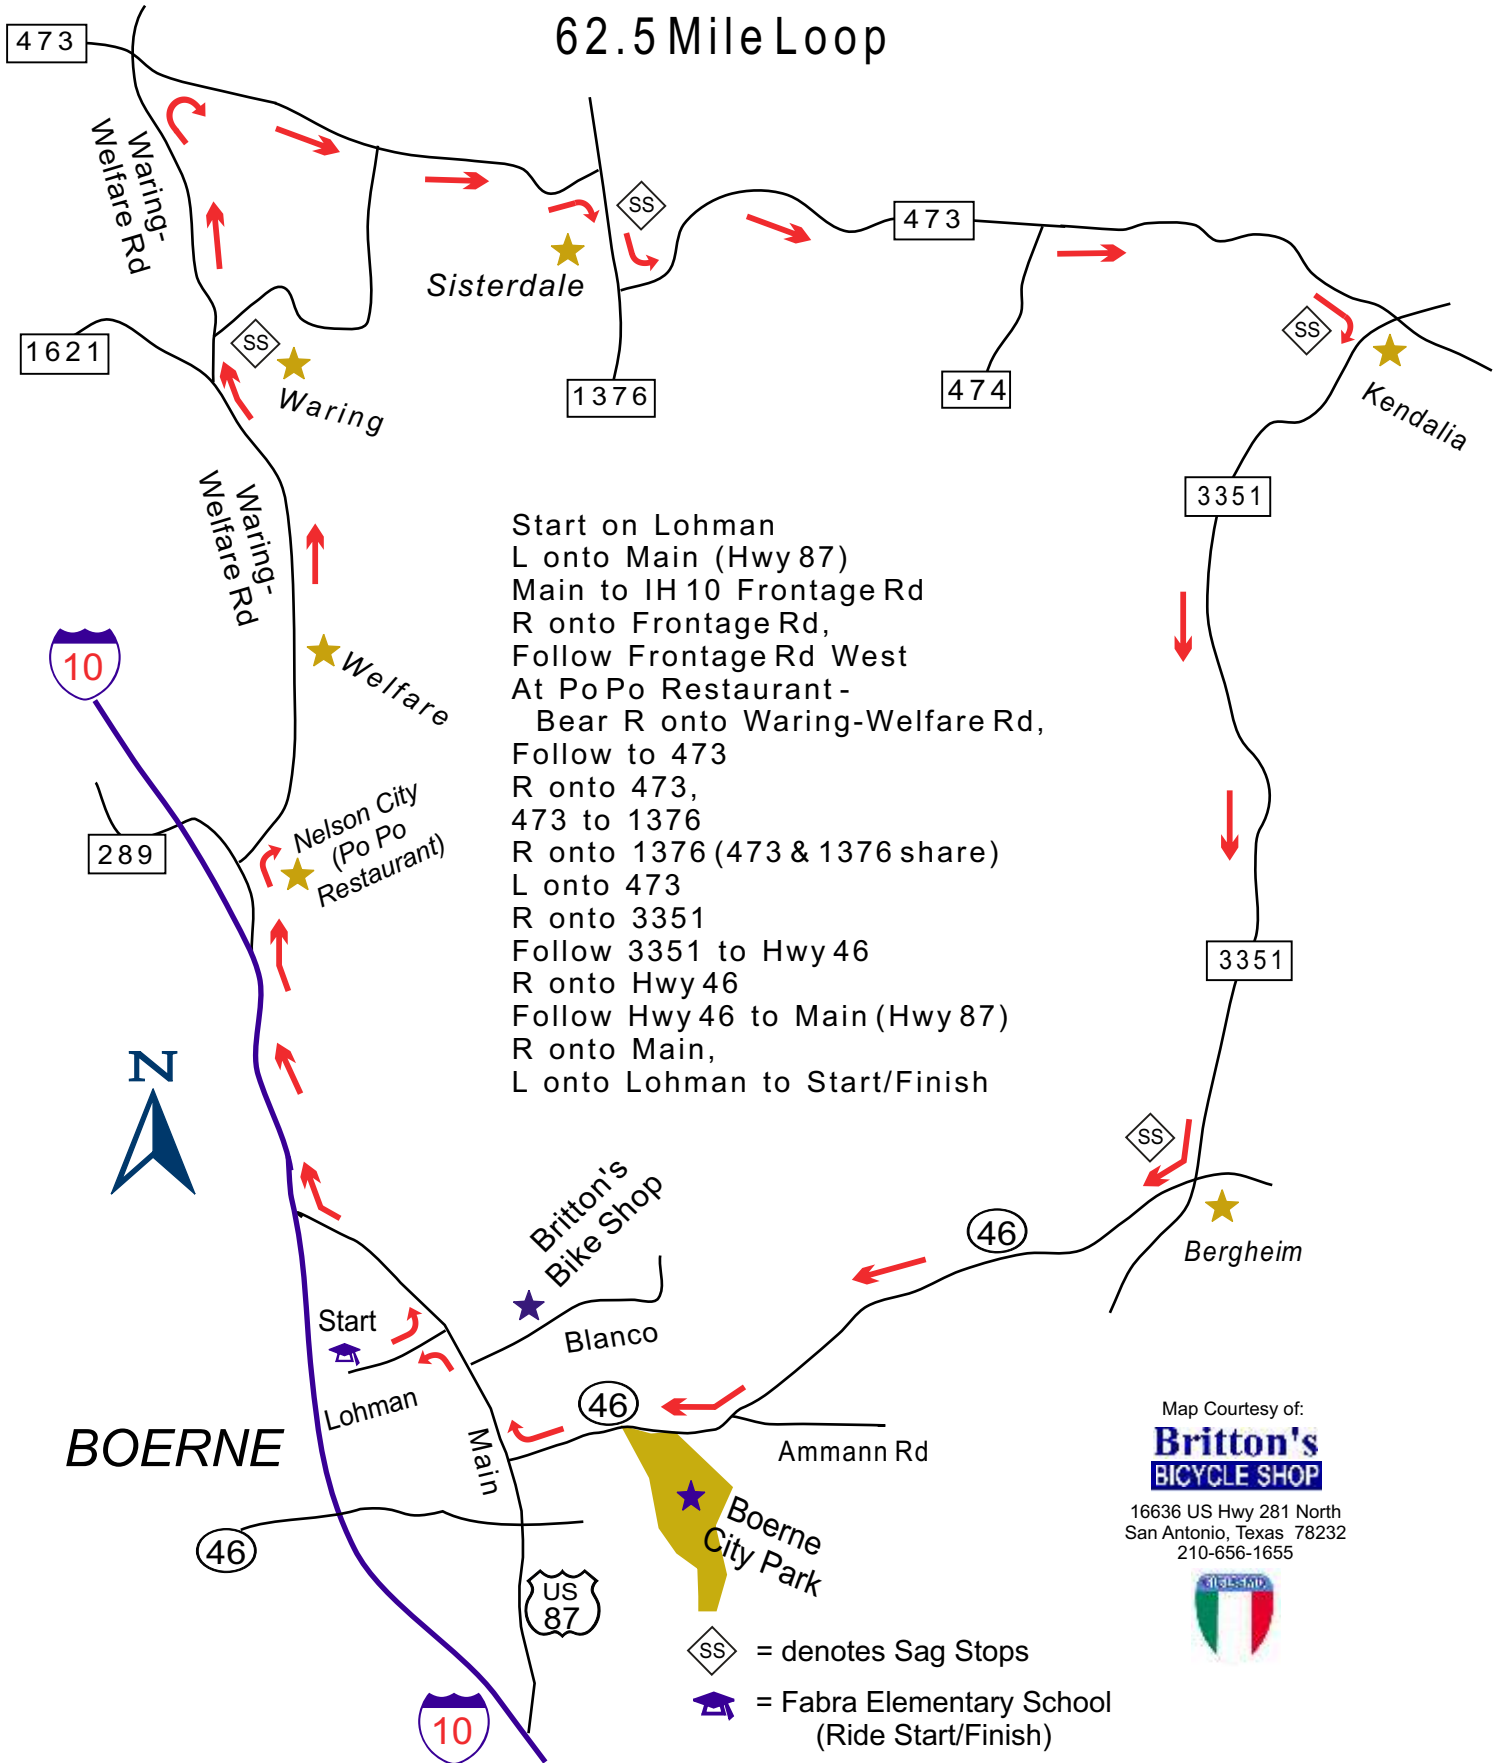 62.5 Mile Loop
473
Waring-
Welfare Rd
SS
Sisterdale
473
1621
SS
Waring
1376
474
SS
Kendalia
3351
Waring-
Welfare Rd
Start on Lohman
L onto Main (Hwy 87)
Main to IH 10 Frontage Rd
R onto Frontage Rd,
Follow Frontage Rd West
At Po Po Restaurant -
Bear R onto Waring-Welfare Rd,
Follow to 473
R onto 473,
473 to 1376
R onto 1376 (473 & 1376 share)
L onto 473
R onto 3351
Follow 3351 to Hwy 46
R onto Hwy 46
Follow Hwy 46 to Main (Hwy 87)
R onto Main,
L onto Lohman to Start/Finish
10
Welfare
289
Nelson City
(Po Po
Restaurant)
3351
N
SS
Bergheim
46
Britton's
Bike Shop
Start
Blanco
Lohman
46
BOERNE
Main
Ammann Rd
46
Boerne
City Park
US
87
10
Map Courtesy of:
Britton's
BICYCLE SHOP
16636 US Hwy 281 North
San Antonio, Texas 78232
210-656-1655
SS = denotes Sag Stops
= Fabra Elementary School
(Ride Start/Finish)